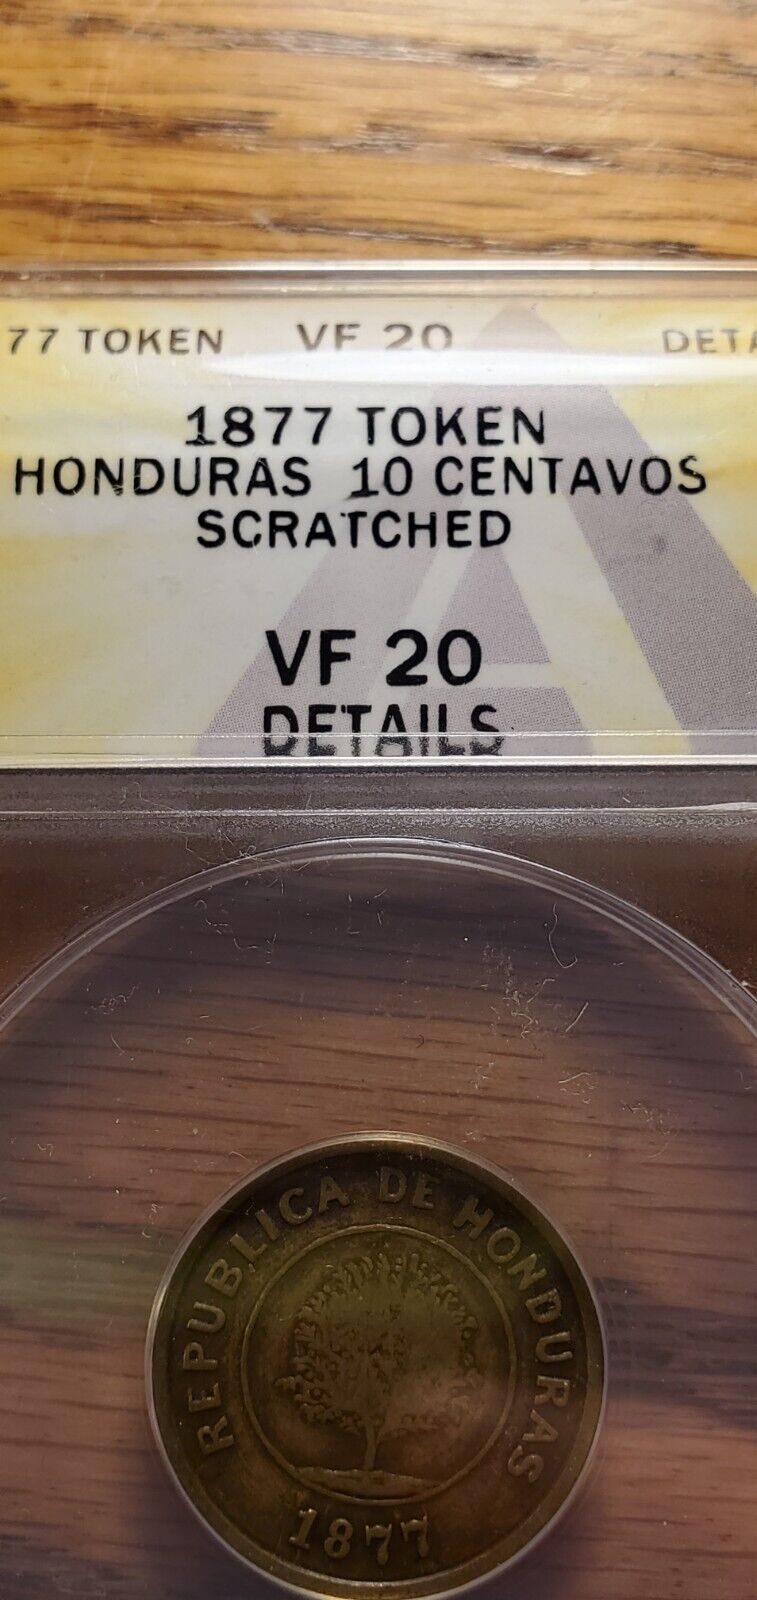 77 TOKEN VF 20 DETA
1877 TOKEN
HONDURAS 10 CENTAVOS
SCRATCHED
VF 20
DETAILS
REPUBLICA DE HONDURAS
1877